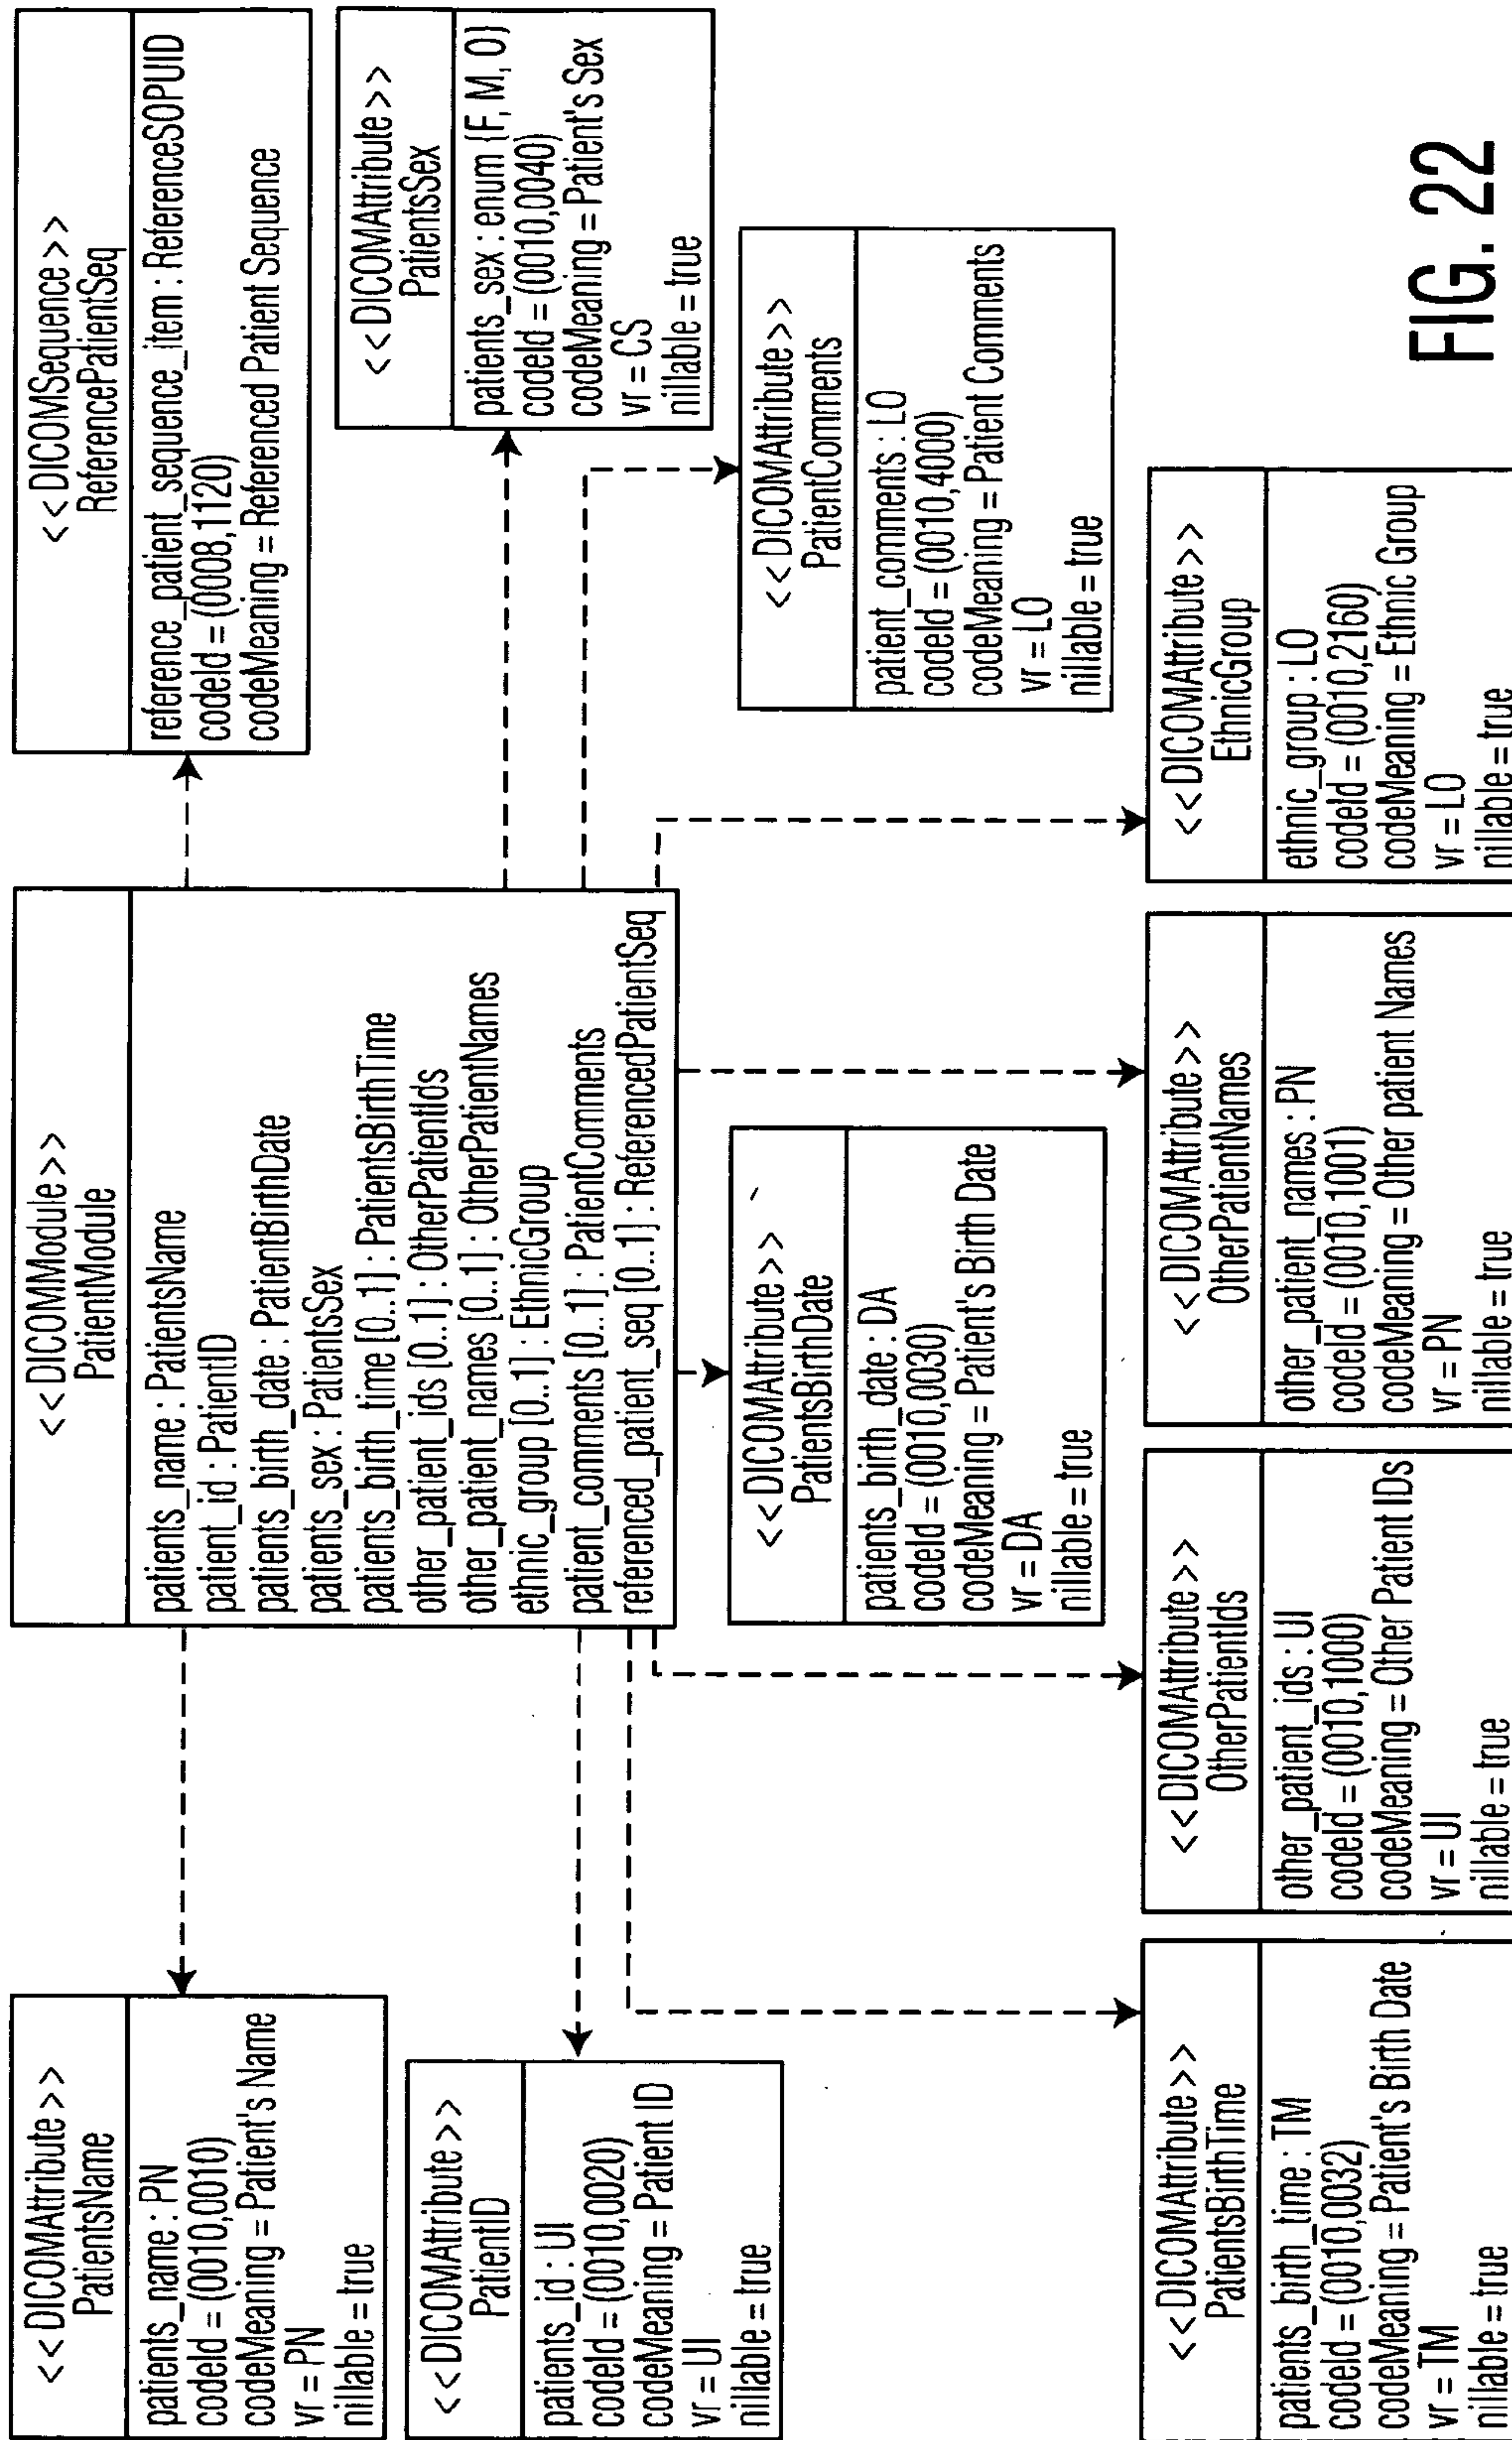 <<DICOMAttribute>>
PatientsName
patients_name : PN
codeId = (0010,0010)
codeMeaning = Patient's Name
vr = PN
nillable = true
<<DICOMModule>>
PatientModule
patients_name : PatientsName
patient_id : PatientID
patients_birth_date : PatientBirthDate
patients_sex : PatientsSex
patients_birth_time [0..1] : PatientsBirthTime
other_patient_ids [0..1] : OtherPatientIds
other_patient_names [0..1] : OtherPatientNames
ethnic_group [0..1] : EthnicGroup
patient_comments [0..1] : PatientComments
referenced_patient_seq [0..1] : ReferencedPatientSeq
<<DICOMSequence>>
ReferencePatientSeq
reference_patient_sequence_item : ReferenceSOPUID
codeId = (0008,1120)
codeMeaning = Referenced Patient Sequence
<<DICOMAttribute>>
PatientsSex
patients_sex : enum {F, M, O}
codeId = (0010,0040)
codeMeaning = Patient's Sex
vr = CS
nillable = true
<<DICOMAttribute>>
PatientID
patients_id : UI
codeId = (0010,0020)
codeMeaning = Patient ID
vr = UI
nillable = true
<<DICOMAttribute>>
PatientsBirthDate
patients_birth_date : DA
codeId = (0010,0030)
codeMeaning = Patient's Birth Date
vr = DA
nillable = true
<<DICOMAttribute>>
PatientComments
patient_comments : LO
codeId = (0010,4000)
codeMeaning = Patient Comments
vr = LO
nillable = true
<<DICOMAttribute>>
PatientsBirthTime
patients_birth_time : TM
codeId = (0010,0032)
codeMeaning = Patient's Birth Date
vr = TM
nillable = true
<<DICOMAttribute>>
OtherPatientIds
other_patient_ids : UI
codeId = (0010,1000)
codeMeaning = Other Patient IDs
vr = UI
nillable = true
<<DICOMAttribute>>
OtherPatientNames
other_patient_names : PN
codeId = (0010,1001)
codeMeaning = Other patient Names
vr = PN
nillable = true
<<DICOMAttribute>>
EthnicGroup
ethnic_group : LO
codeId = (0010,2160)
codeMeaning = Ethnic Group
vr = LO
nillable = true
FIG. 22